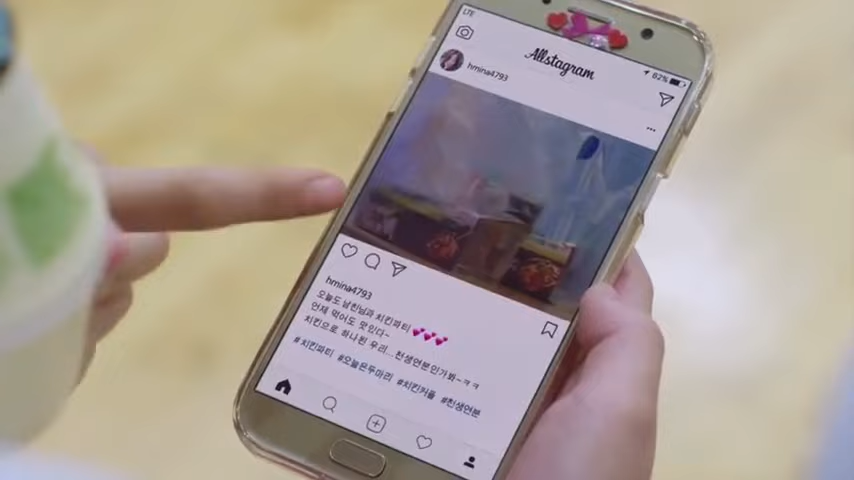 LTE
82%
Allstagram
hmina4793
hmina4793
오늘도 남친님과 치킨파티 💕💕💕
언제 먹어도 맛있다~
치킨으로 하나된 우리...천생연분인가봐~ㅋㅋ
#치킨파티 #오늘은두마리 #치킨커플 #천생연분